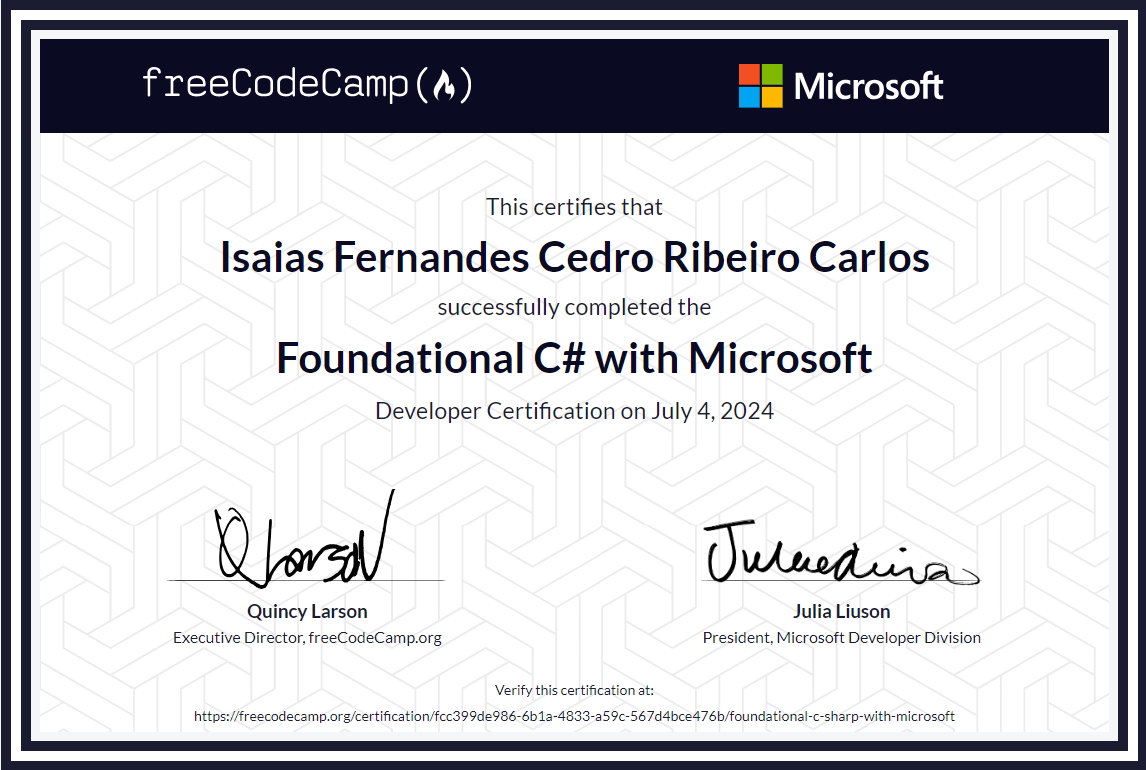 freeCodeCamp Microsoft
This certifies that
Isaias Fernandes Cedro Ribeiro Carlos
successfully completed the
Foundational C# with Microsoft
Developer Certification on July 4, 2024
Quincy Larson
Executive Director, freeCodeCamp.org
Julia Liuson
President, Microsoft Developer Division
Verify this certification at:
https://freecodecamp.org/certification/fcc399de986-6b1a-4833-a59c-567d4bce476b/foundational-c-sharp-with-microsoft